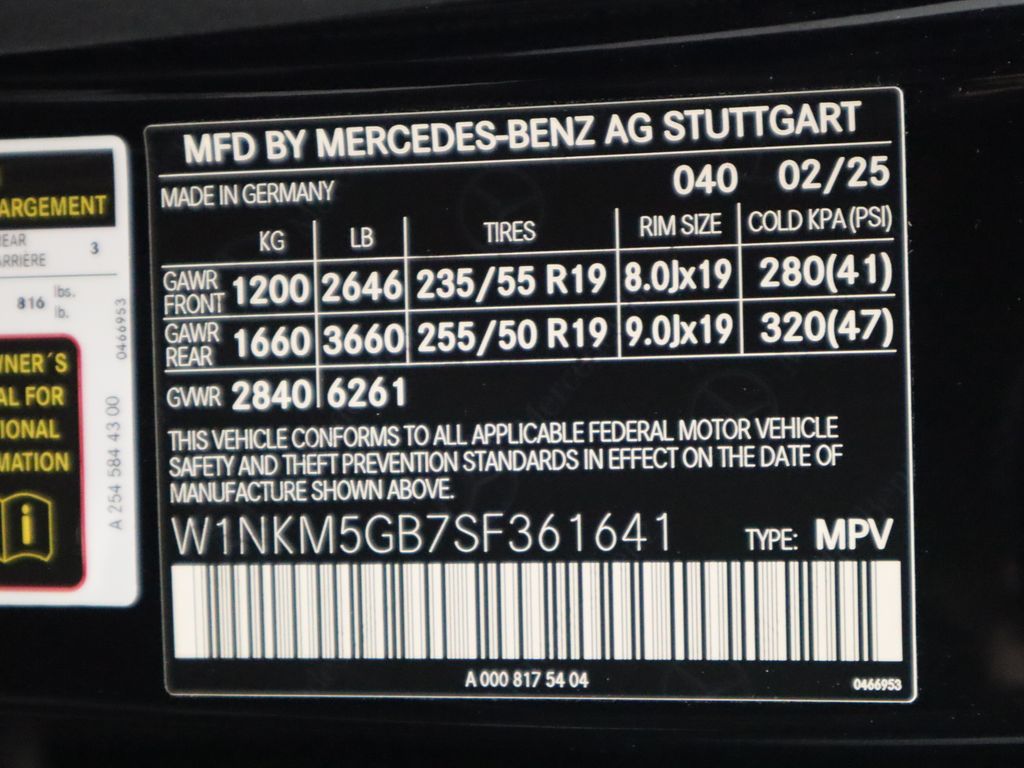 MFD BY MERCEDES-BENZ AG STUTTGART
MADE IN GERMANY 040 02/25
KG LB TIRES RIM SIZE COLD KPA (PSI)
GAWR FRONT 1200 2646 235/55 R19 8.0Jx19 280(41)
GAWR REAR 1660 3660 255/50 R19 9.0Jx19 320(47)
GVWR 2840 6261
THIS VEHICLE CONFORMS TO ALL APPLICABLE FEDERAL MOTOR VEHICLE
SAFETY AND THEFT PREVENTION STANDARDS IN EFFECT ON THE DATE OF
MANUFACTURE SHOWN ABOVE.
W1NKM5GB7SF361641 TYPE: MPV
A 000 817 54 04 0466953
ARGEMENT
EAR
ARRIERE 3
816 lbs.
lb.
0466953
WNER´S
AL FOR
IONAL
MATION
i
A 254 584 43 00